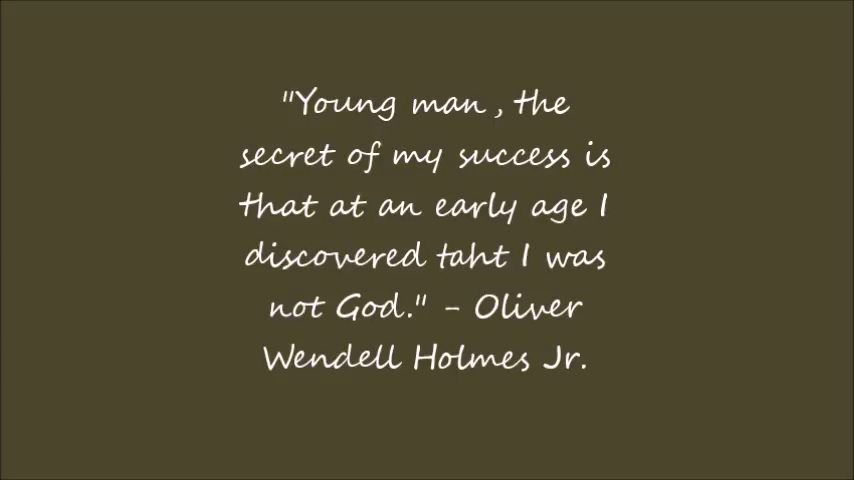 "Young man , the
secret of my success is
that at an early age I
discovered taht I was
not God." - Oliver
Wendell Holmes Jr.